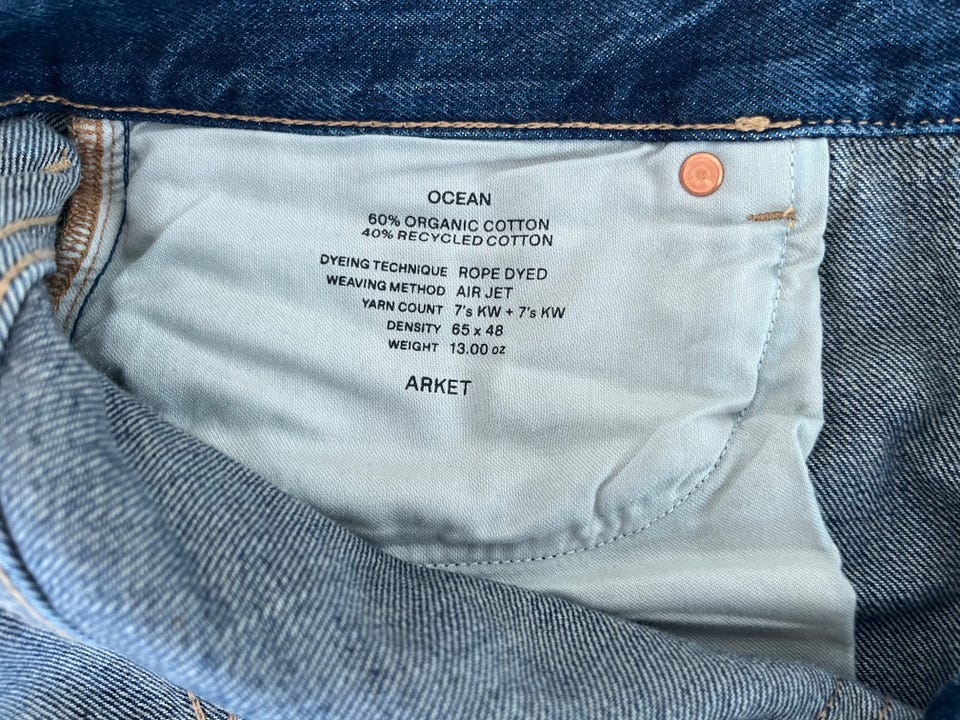 OCEAN
60% ORGANIC COTTON
40% RECYCLED COTTON
DYEING TECHNIQUE ROPE DYED
WEAVING METHOD AIR JET
YARN COUNT 7's KW + 7's KW
DENSITY 65 x 48
WEIGHT 13.00 oz
ARKET